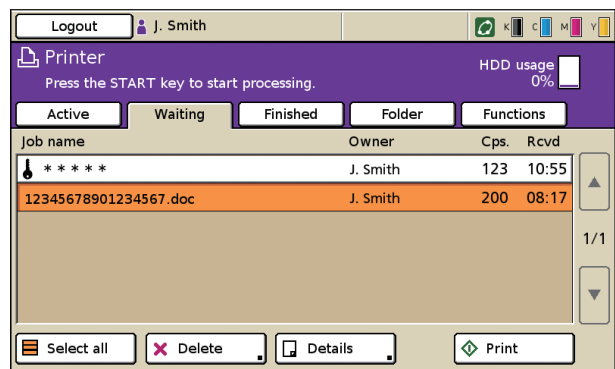 Logout J. Smith K C M Y
Printer
HDD usage
Press the START key to start processing. 0%
Active Waiting Finished Folder Functions
Job name Owner Cps. Rcvd
* * * * * J. Smith 123 10:55
12345678901234567.doc J. Smith 200 08:17
1/1
Select all Delete Details Print